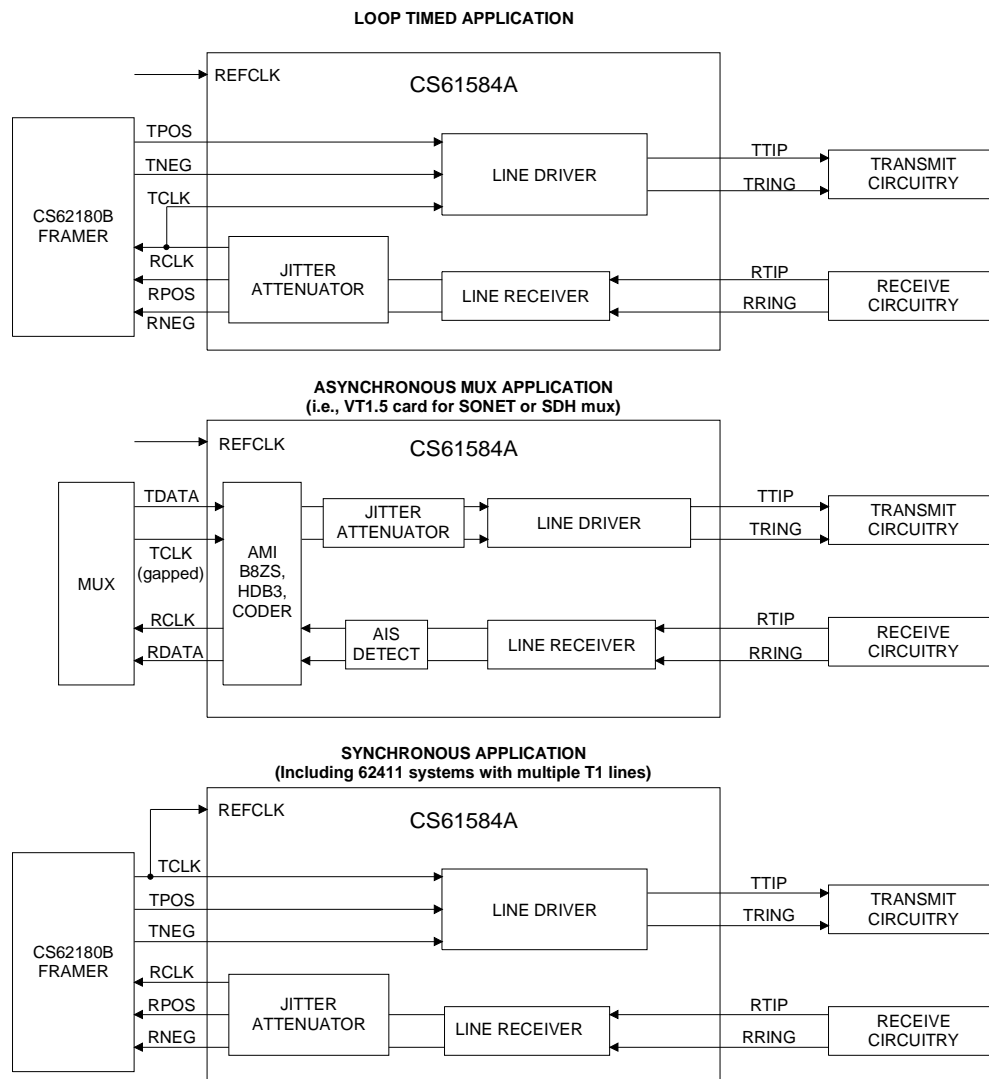 LOOP TIMED APPLICATION
REFCLK
CS61584A
TPOS
TNEG
TCLK
CS62180B
FRAMER
LINE DRIVER
TTIP
TRING
TRANSMIT
CIRCUITRY
RCLK
RPOS
RNEG
JITTER
ATTENUATOR
LINE RECEIVER
RTIP
RRING
RECEIVE
CIRCUITRY
ASYNCHRONOUS MUX APPLICATION
(i.e., VT1.5 card for SONET or SDH mux)
REFCLK
CS61584A
TDATA
TCLK
(gapped)
MUX
RCLK
RDATA
AMI
B8ZS,
HDB3,
CODER
JITTER
ATTENUATOR
LINE DRIVER
TTIP
TRING
TRANSMIT
CIRCUITRY
AIS
DETECT
LINE RECEIVER
RTIP
RRING
RECEIVE
CIRCUITRY
SYNCHRONOUS APPLICATION
(Including 62411 systems with multiple T1 lines)
REFCLK
CS61584A
TCLK
TPOS
TNEG
CS62180B
FRAMER
LINE DRIVER
TTIP
TRING
TRANSMIT
CIRCUITRY
RCLK
RPOS
RNEG
JITTER
ATTENUATOR
LINE RECEIVER
RTIP
RRING
RECEIVE
CIRCUITRY